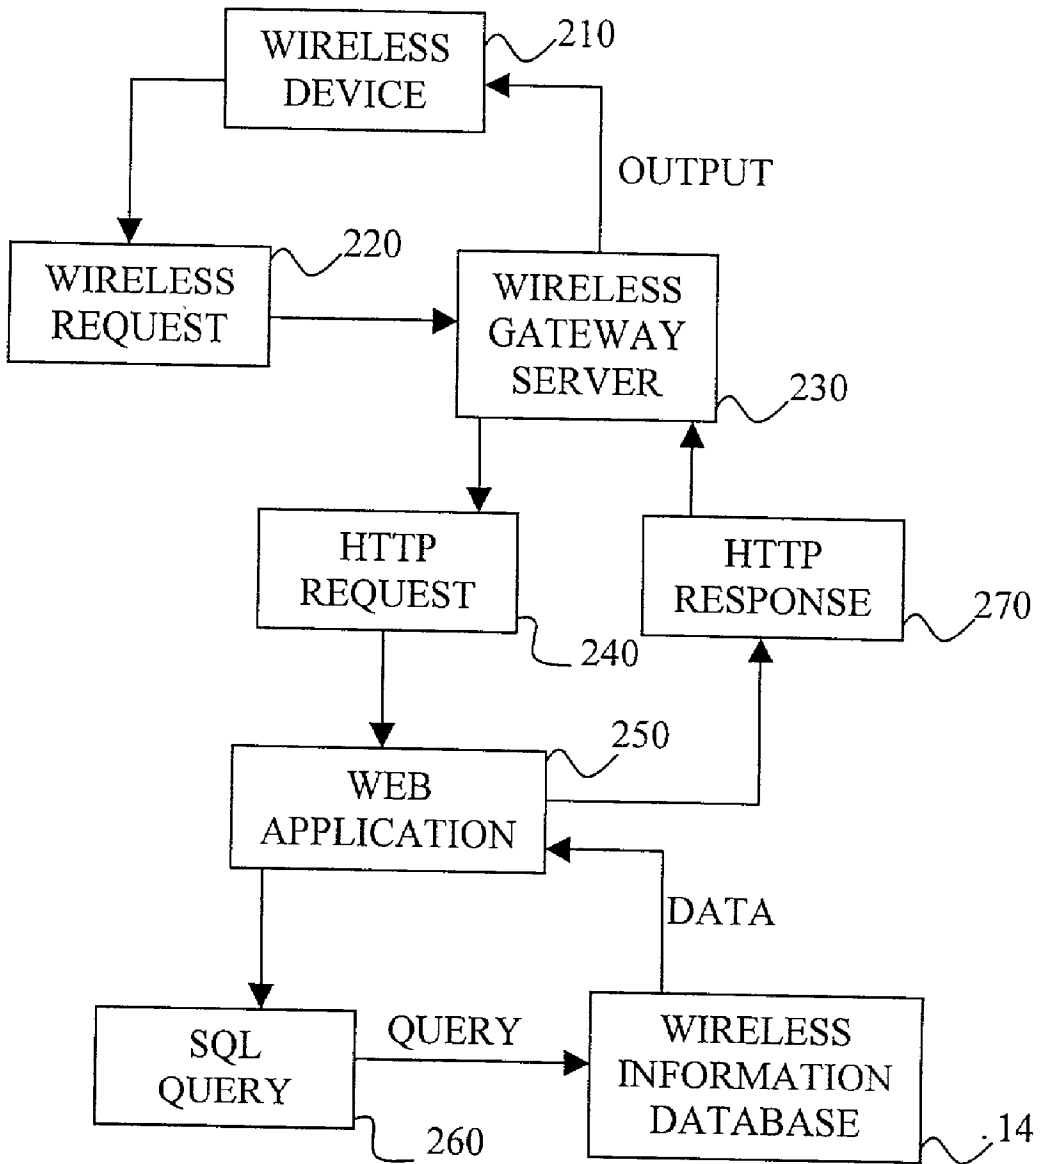 WIRELESS
DEVICE
210
OUTPUT
220
WIRELESS
REQUEST
WIRELESS
GATEWAY
SERVER
230
HTTP
REQUEST
240
HTTP
RESPONSE
270
250
WEB
APPLICATION
DATA
SQL
QUERY
260
QUERY
WIRELESS
INFORMATION
DATABASE
14